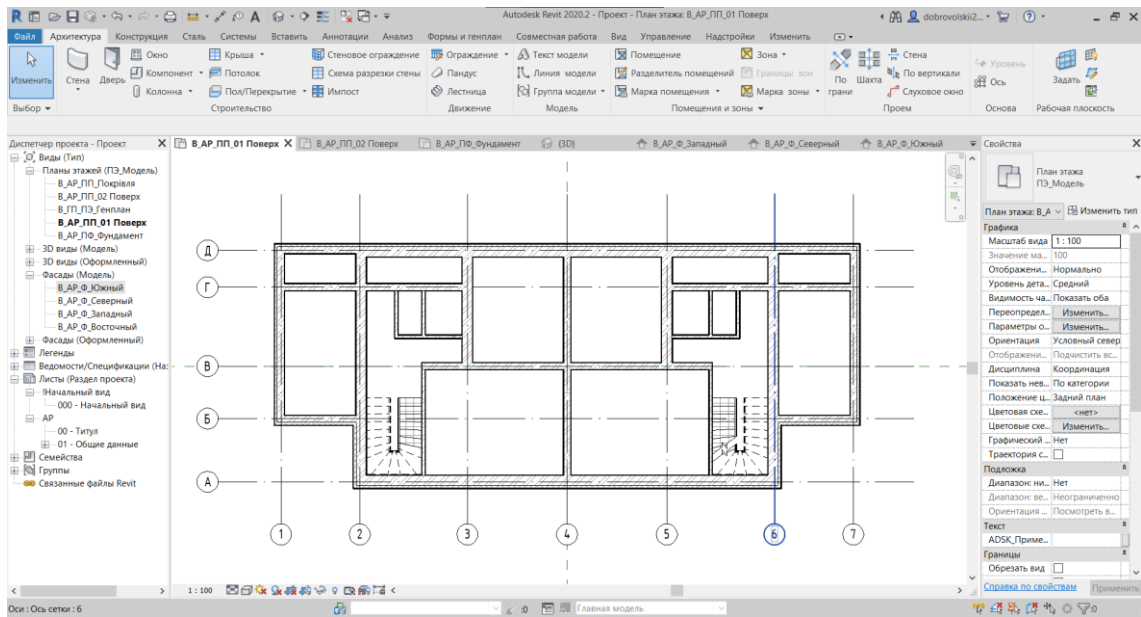 Autodesk Revit 2020.2 - Проект - План этажа: В_АР_ПП_01 Поверх
dobrovolskii2...
Файл Архитектура Конструкция Сталь Системы Вставить Аннотации Анализ Формы и генплан Совместная работа Вид Управление Надстройки Изменить
Изменить
Стена
Дверь
Окно
Компонент
Колонна
Крыша
Потолок
Пол/Перекрытие
Стеновое ограждение
Схема разрезки стены
Импост
Ограждение
Пандус
Лестница
А Текст модели
Линия модели
Группа модели
Помещение
Разделитель помещений
Марка помещения
Зона
Границы зон
Марка зоны
По грани
Шахта
Стена
По вертикали
Слуховое окно
Уровень
Ось
Задать
Выбор Строительство Движение Модель Помещения и зоны Проем Основа Рабочая плоскость
Диспетчер проекта - Проект X
Виды (Тип)
Планы этажей (ПЭ_Модель)
В_АР_ПП_Покрівля
В_АР_ПП_02 Поверх
В_ГП_ПЭ_Генплан
В_АР_ПП_01 Поверх
В_АР_ПФ_Фундамент
3D виды (Модель)
3D виды (Оформленный)
Фасады (Модель)
В_АР_Ф_Южный
В_АР_Ф_Северный
В_АР_Ф_Западный
В_АР_Ф_Восточный
Фасады (Оформленный)
Легенды
Ведомости/Спецификации (На:
Листы (Раздел проекта)
!Начальный вид
000 - Начальный вид
АР
00 - Титул
01 - Общие данные
Семейства
Группы
Связанные файлы Revit
В_АР_ПП_01 Поверх X В_АР_ПП_02 Поверх В_АР_ПФ_Фундамент {3D} В_АР_Ф_Западный В_АР_Ф_Северный В_АР_Ф_Южный
Д
Г
В
Б
А
1 2 3 4 5 6 7
1 : 100
Свойства X
План этажа
ПЭ_Модель
План этажа: В_А Изменить тип
Графика
Масштаб вида 1 : 100
Значение ма... 100
Отображени... Нормально
Уровень дета... Средний
Видимость ча... Показать оба
Переопредел... Изменить...
Параметры о... Изменить...
Ориентация Условный север
Отображени... Подчистить вс...
Дисциплина Координация
Показать нев... По категории
Положение ц... Задний план
Цветовая схе... <нет>
Цветовые схе... Изменить...
Графический ... Нет
Траектория с...
Подложка
Диапазон: ни... Нет
Диапазон: ве... Неограниченно
Ориентация ... Посмотреть в...
Текст
ADSK_Приме...
Границы
Обрезать вид
Справка по свойствам Применить
Оси : Ось сетки : 6
:0
Главная модель
:0